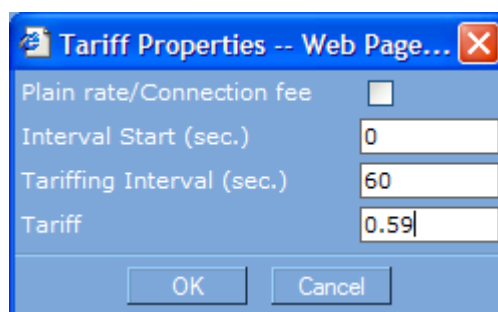 Tariff Properties -- Web Page...
Plain rate/Connection fee
Interval Start (sec.) 0
Tariffing Interval (sec.) 60
Tariff 0.59
OK Cancel